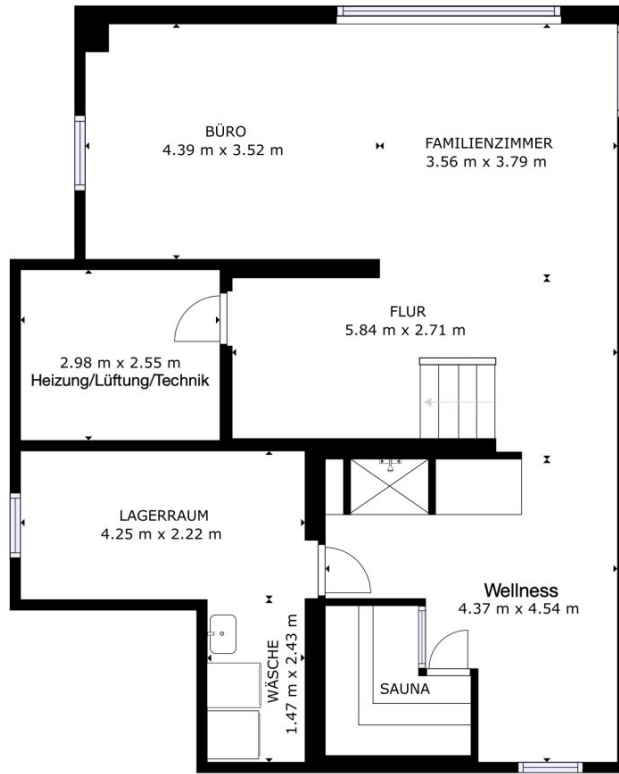 BÜRO
4.39 m x 3.52 m
FAMILIENZIMMER
3.56 m x 3.79 m
FLUR
5.84 m x 2.71 m
2.98 m x 2.55 m
Heizung/Lüftung/Technik
LAGERRAUM
4.25 m x 2.22 m
Wellness
4.37 m x 4.54 m
WÄSCHE
1.47 m x 2.43 m
SAUNA